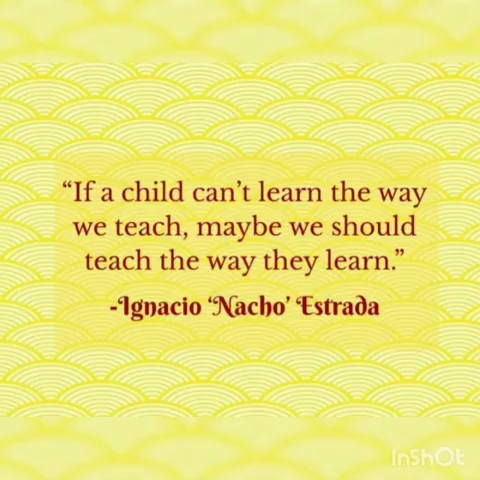 “If a child can’t learn the way
we teach, maybe we should
teach the way they learn.”
-Ignacio ‘Nacho’ Estrada
InShOt